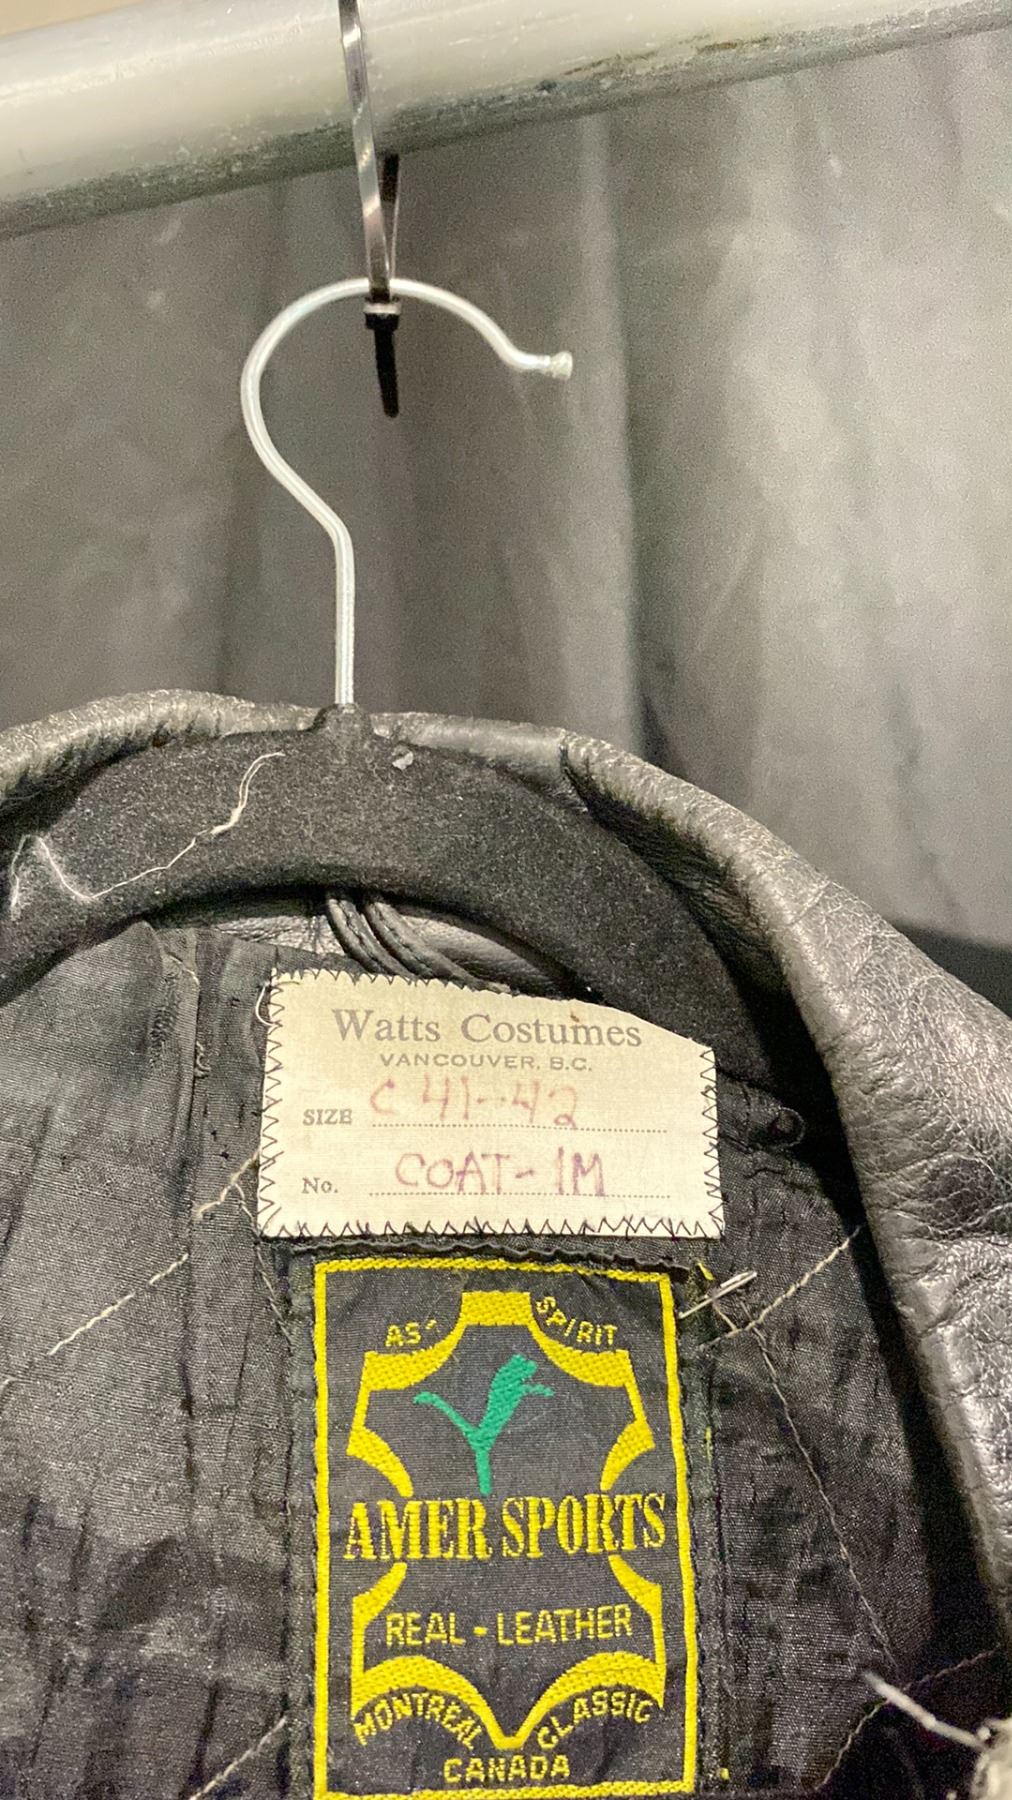 Watts Costumes
VANCOUVER, B.C.
SIZE C 41-42
No. COAT-1M
AS- SPIRIT
AMER SPORTS
REAL - LEATHER
MONTREAL CLASSIC
CANADA